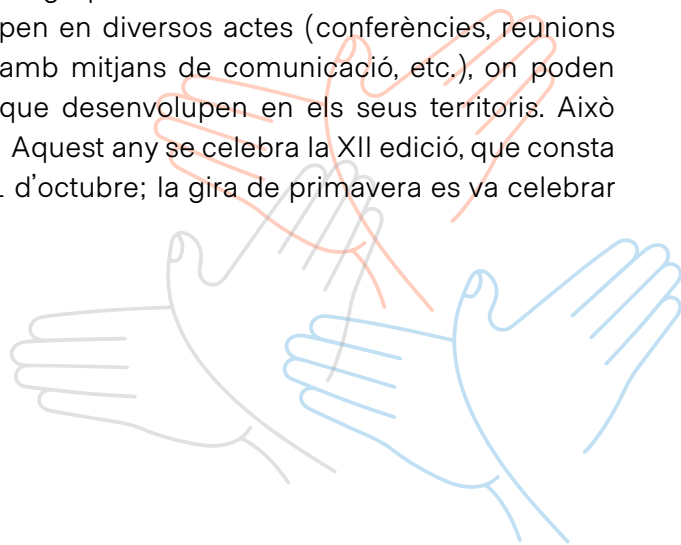 pen en diversos actes (conferències, reunions
amb mitjans de comunicació, etc.), on poden
que desenvolupen en els seus territoris. Això
Aquest any se celebra la XII edició, que consta
d’octubre; la gira de primavera es va celebrar